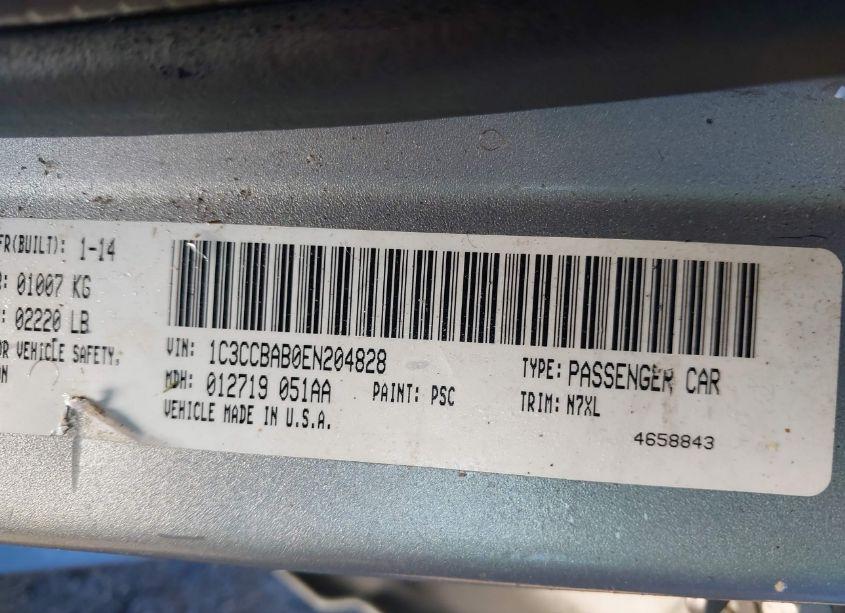 FR(BUILT): 1-14
: 01007 KG
: 02220 LB
OR VEHICLE SAFETY,
ON
VIN: 1C3CCBAB0EN204828
TYPE: PASSENGER CAR
MDH: 012719 051AA
PAINT: PSC
TRIM: N7XL
VEHICLE MADE IN U.S.A.
4658843